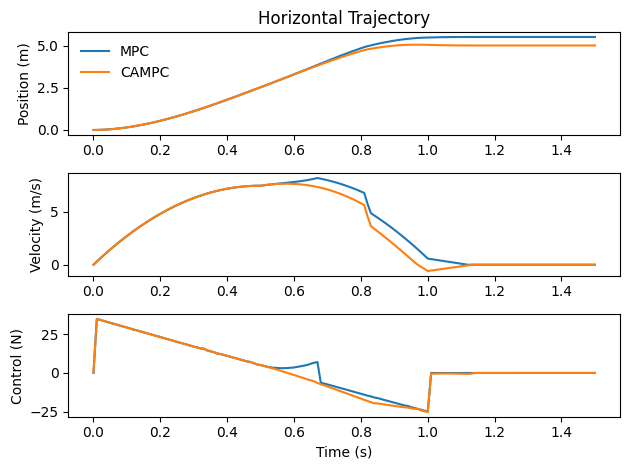 Horizontal Trajectory
Position (m)
5.0
2.5
0.0
MPC
CAMPC
0.0 0.2 0.4 0.6 0.8 1.0 1.2 1.4
Velocity (m/s)
5
0
0.0 0.2 0.4 0.6 0.8 1.0 1.2 1.4
Control (N)
25
0
−25
0.0 0.2 0.4 0.6 0.8 1.0 1.2 1.4
Time (s)